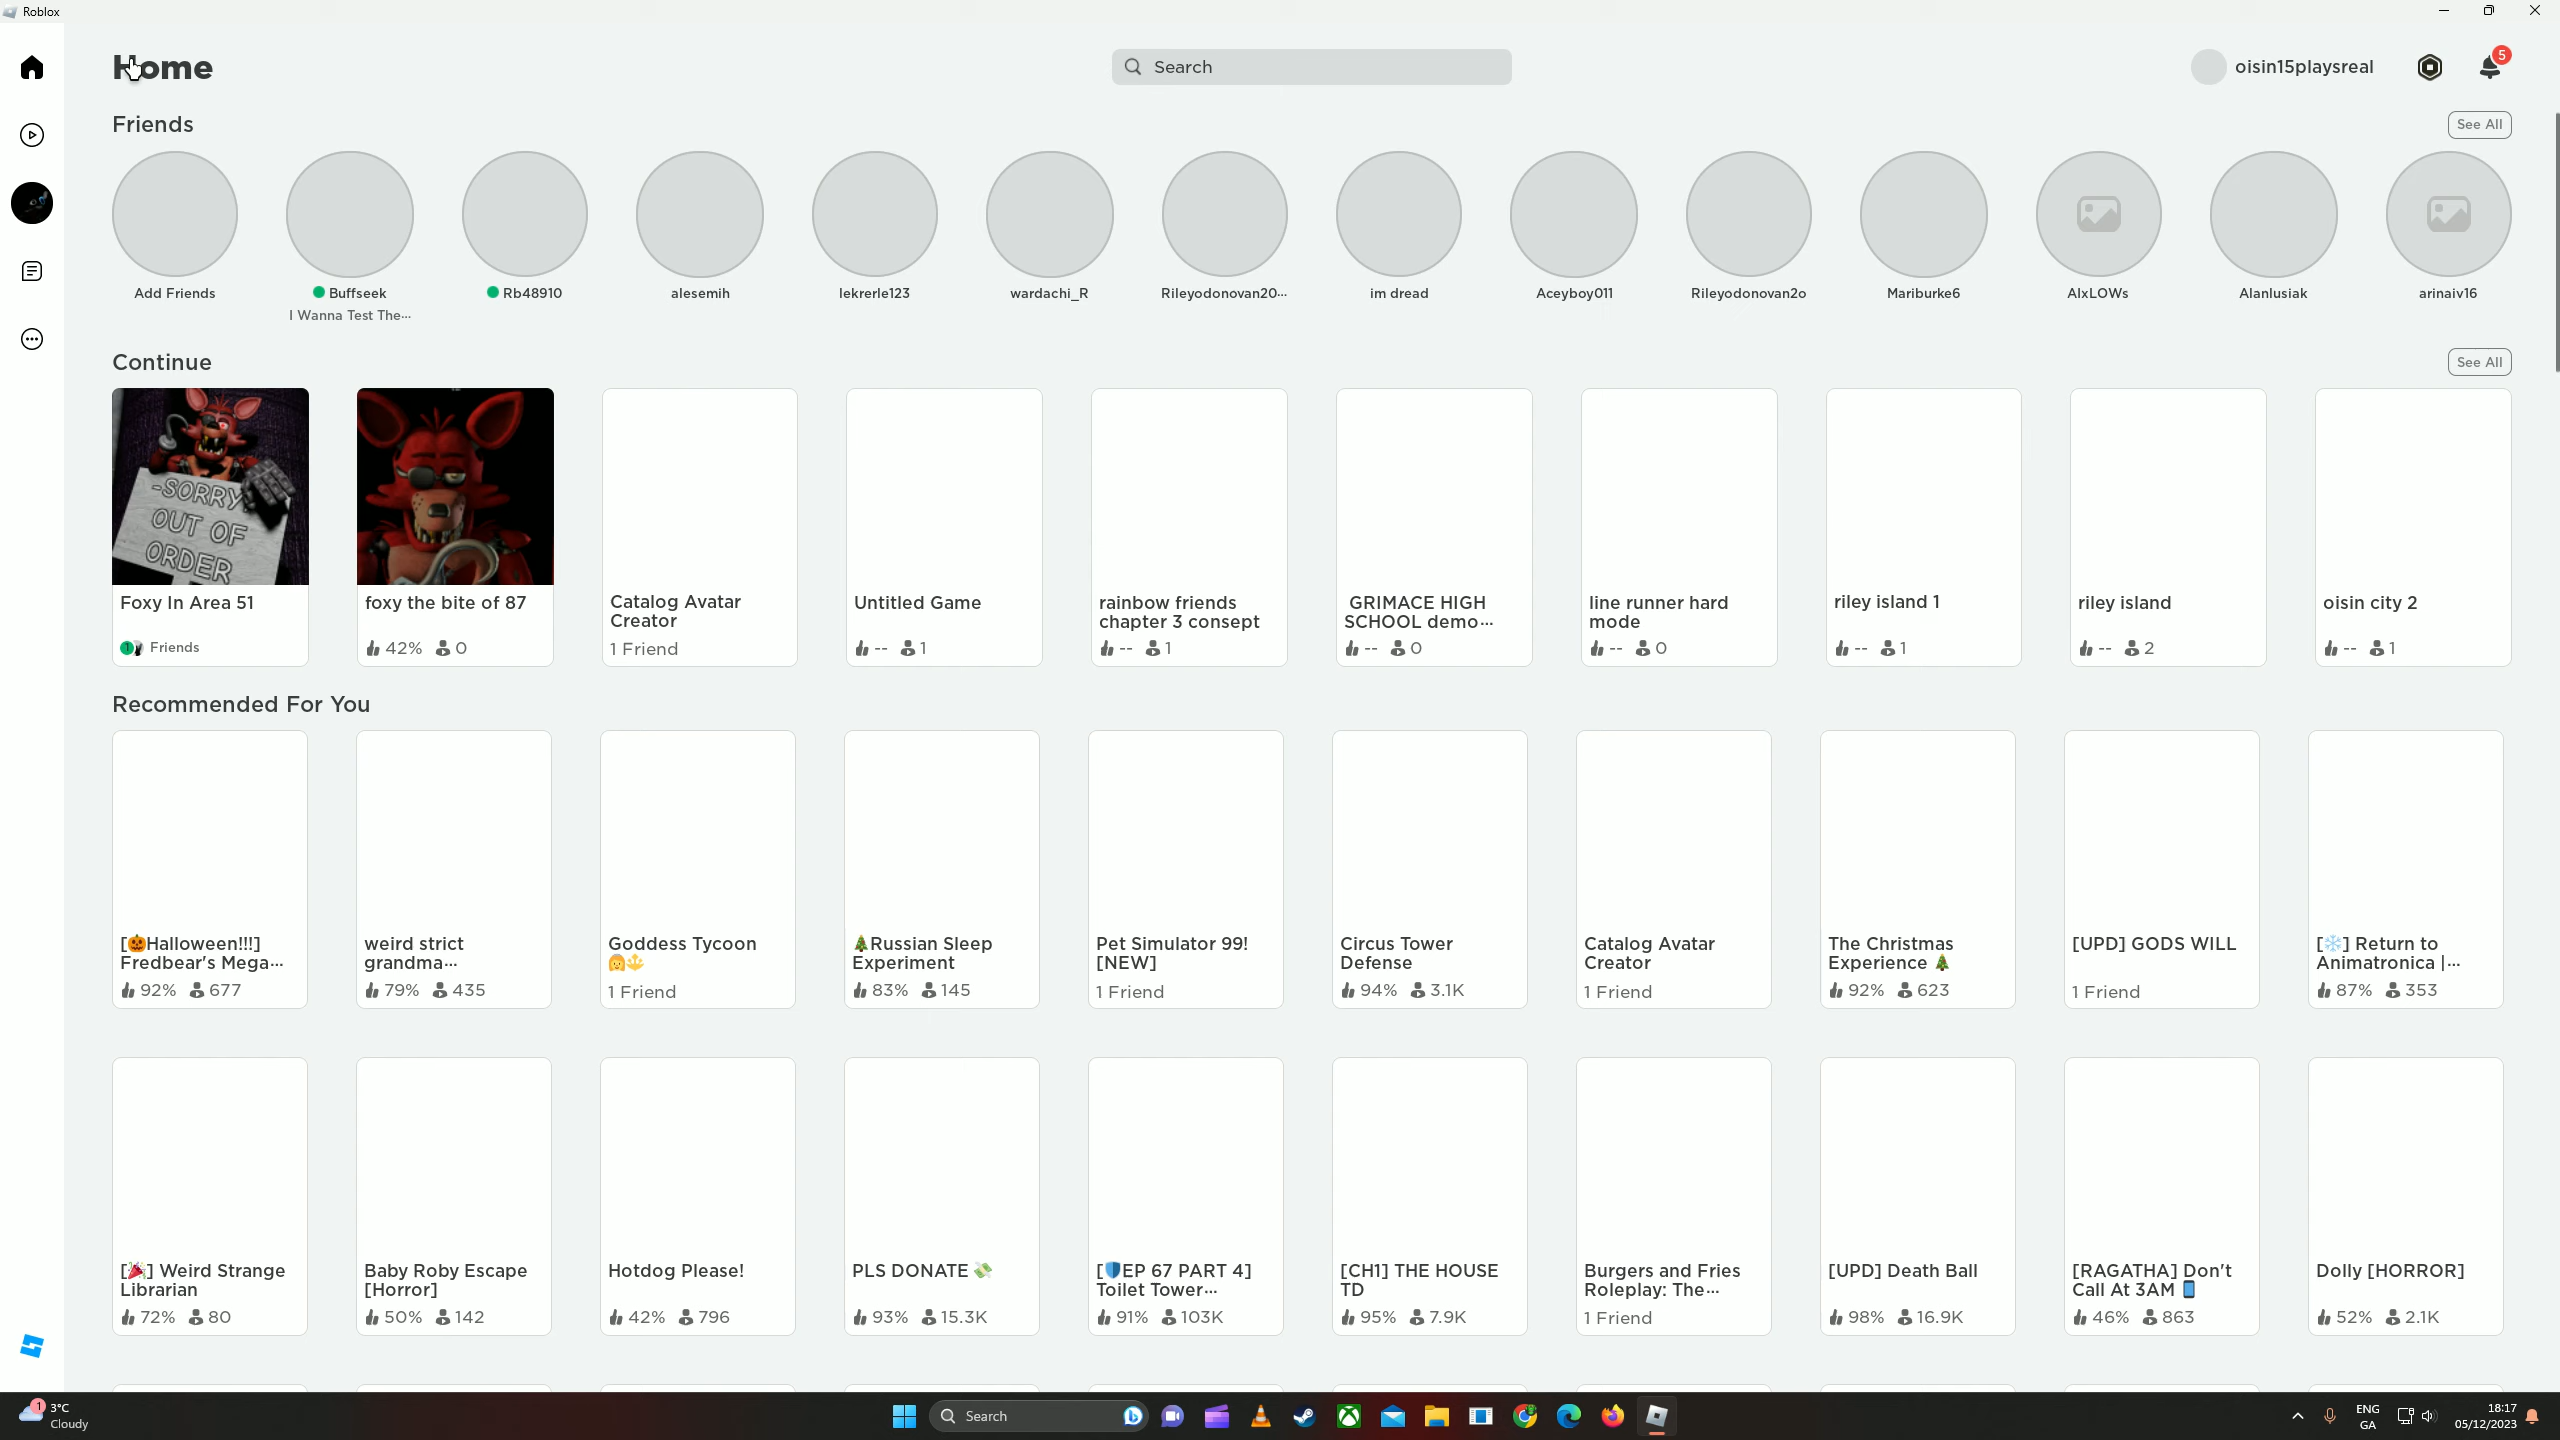 Roblox
Home
Search
oisin15playsreal
5
Friends
See All
Add Friends
Buffseek
I Wanna Test The...
Rb48910
alesemih
lekrerle123
wardachi_R
Rileyodonovan20...
im dread
Aceyboy011
Rileyodonovan2o
Mariburke6
AlxLOWs
Alanlusiak
arinaiv16
Continue
See All
-SORRY,
OUT OF
ORDER
Foxy In Area 51
1 Friends
foxy the bite of 87
42% 0
Catalog Avatar
Creator
1 Friend
Untitled Game
-- 1
rainbow friends
chapter 3 consept
-- 1
GRIMACE HIGH
SCHOOL demo...
-- 0
line runner hard
mode
-- 0
riley island 1
-- 1
riley island
-- 2
oisin city 2
-- 1
Recommended For You
[🎃Halloween!!!]
Fredbear's Mega...
92% 677
weird strict
grandma...
79% 435
Goddess Tycoon
👩🔱
1 Friend
🎄Russian Sleep
Experiment
83% 145
Pet Simulator 99!
[NEW]
1 Friend
Circus Tower
Defense
94% 3.1K
Catalog Avatar
Creator
1 Friend
The Christmas
Experience 🎄
92% 623
[UPD] GODS WILL
1 Friend
[❄️] Return to
Animatronica |...
87% 353
[🎉] Weird Strange
Librarian
72% 80
Baby Roby Escape
[Horror]
50% 142
Hotdog Please!
42% 796
PLS DONATE 💸
93% 15.3K
[🛡️EP 67 PART 4]
Toilet Tower...
91% 103K
[CH1] THE HOUSE
TD
95% 7.9K
Burgers and Fries
Roleplay: The...
1 Friend
[UPD] Death Ball
98% 16.9K
[RAGATHA] Don't
Call At 3AM 📱
46% 863
Dolly [HORROR]
52% 2.1K
1
3°C
Cloudy
Search
ENG
GA
18:17
05/12/2023